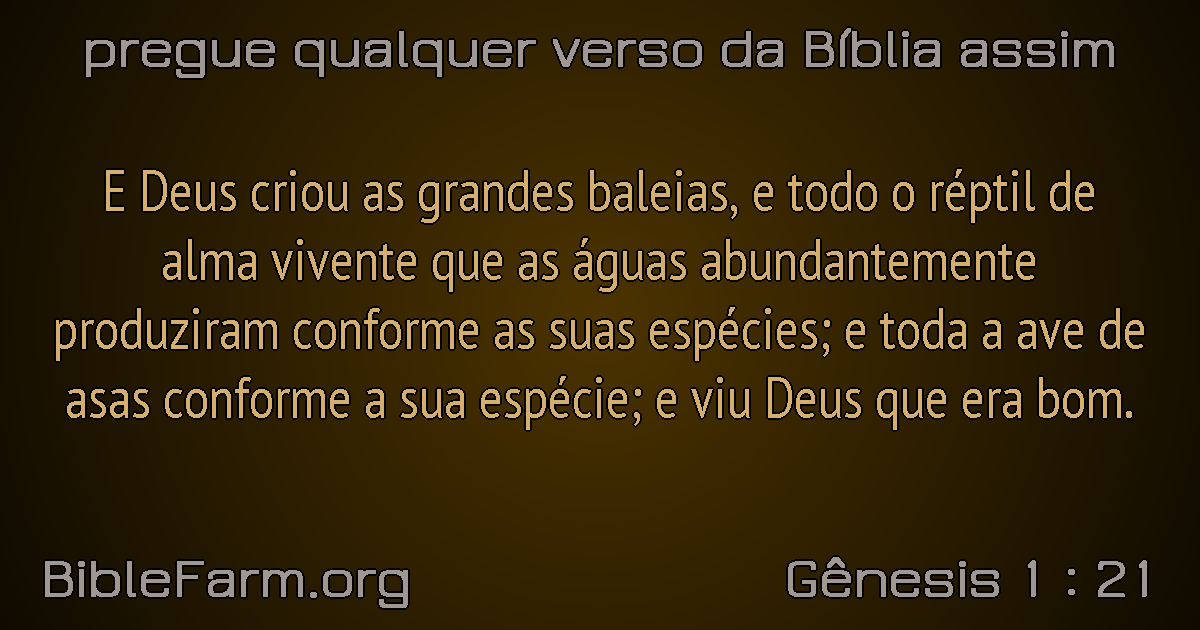 pregue qualquer verso da Bíblia assim
E Deus criou as grandes baleias, e todo o réptil de
alma vivente que as águas abundantemente
produziram conforme as suas espécies; e toda a ave de
asas conforme a sua espécie; e viu Deus que era bom.
BibleFarm.org
Gênesis 1 : 21